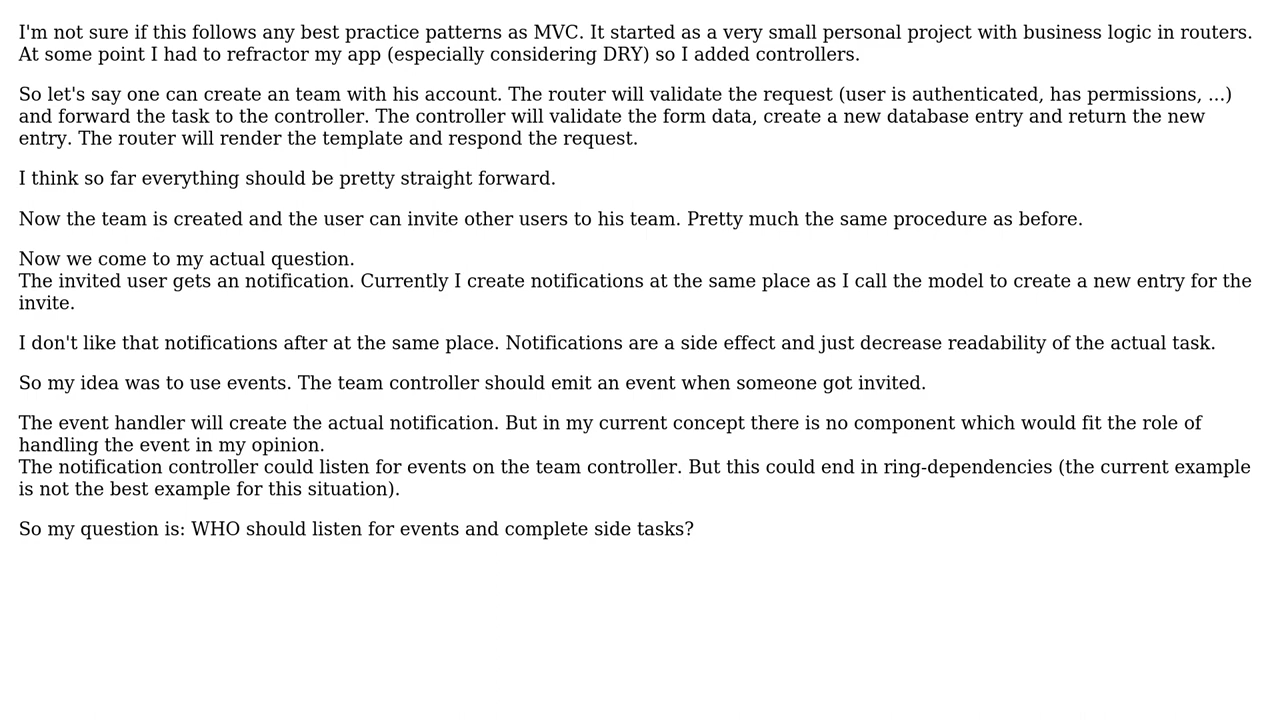 I'm not sure if this follows any best practice patterns as MVC. It started as a very small personal project with business logic in routers.
At some point I had to refractor my app (especially considering DRY) so I added controllers.
So let's say one can create an team with his account. The router will validate the request (user is authenticated, has permissions, ...)
and forward the task to the controller. The controller will validate the form data, create a new database entry and return the new
entry. The router will render the template and respond the request.
I think so far everything should be pretty straight forward.
Now the team is created and the user can invite other users to his team. Pretty much the same procedure as before.
Now we come to my actual question.
The invited user gets an notification. Currently I create notifications at the same place as I call the model to create a new entry for the
invite.
I don't like that notifications after at the same place. Notifications are a side effect and just decrease readability of the actual task.
So my idea was to use events. The team controller should emit an event when someone got invited.
The event handler will create the actual notification. But in my current concept there is no component which would fit the role of
handling the event in my opinion.
The notification controller could listen for events on the team controller. But this could end in ring-dependencies (the current example
is not the best example for this situation).
So my question is: WHO should listen for events and complete side tasks?